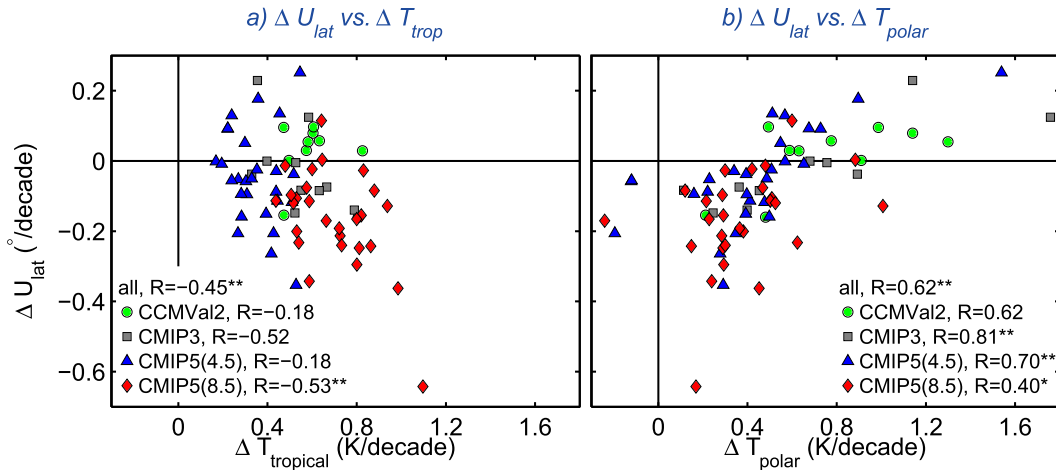 a) Δ U_lat vs. Δ T_trop
b) Δ U_lat vs. Δ T_polar
Δ U_lat (°/decade)
0.2
0
−0.2
−0.4
−0.6
all, R=−0.45**
CCMVal2, R=−0.18
CMIP3, R=−0.52
CMIP5(4.5), R=−0.18
CMIP5(8.5), R=−0.53**
all, R=0.62**
CCMVal2, R=0.62
CMIP3, R=0.81**
CMIP5(4.5), R=0.70**
CMIP5(8.5), R=0.40*
0 0.4 0.8 1.2
0 0.4 0.8 1.2 1.6
Δ T_tropical (K/decade)
Δ T_polar (K/decade)